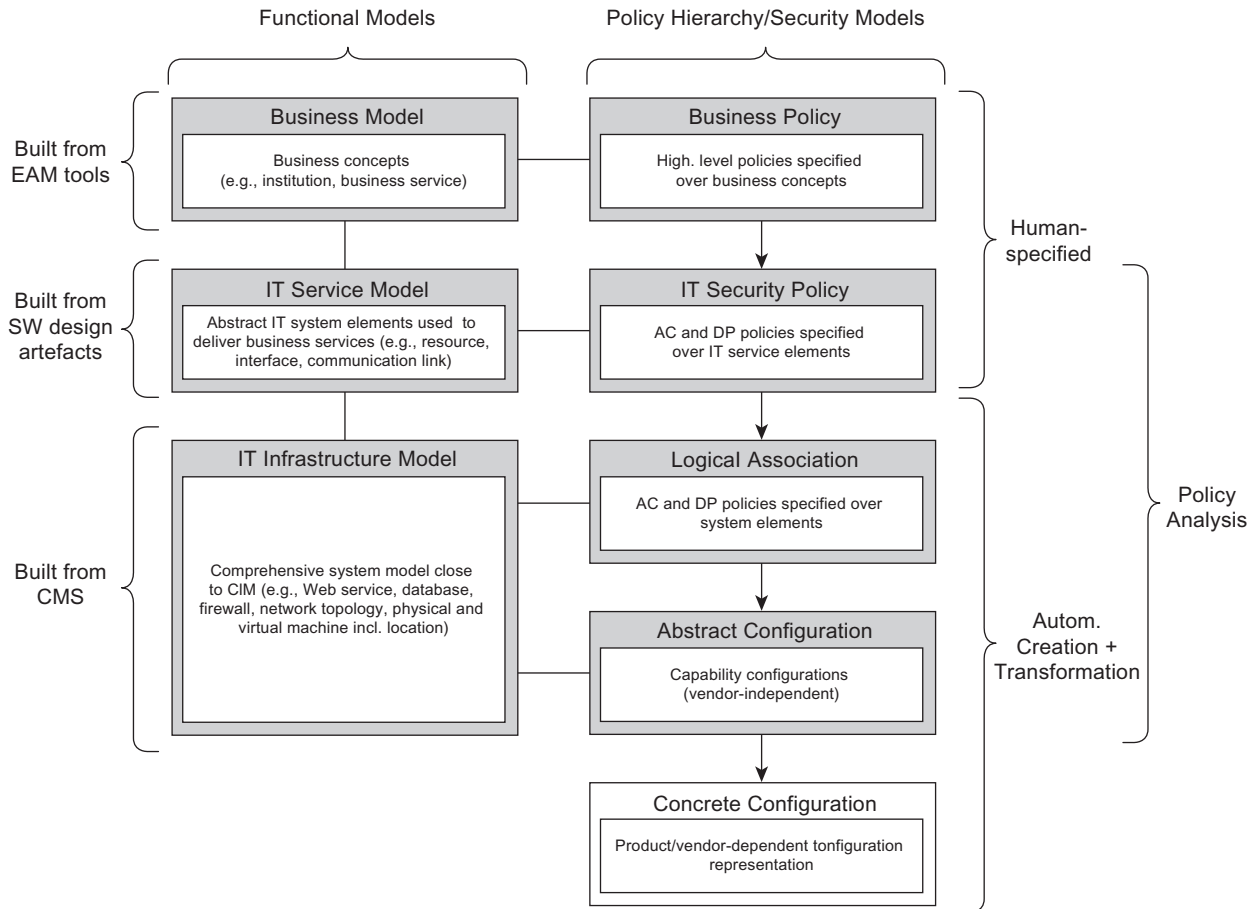 Functional Models
Policy Hierarchy/Security Models
Built from
EAM tools
Business Model
Business concepts
(e.g., institution, business service)
Business Policy
High. level policies specified
over business concepts
Human-
specified
Built from
SW design
artefacts
IT Service Model
Abstract IT system elements used to
deliver business services (e.g., resource,
interface, communication link)
IT Security Policy
AC and DP policies specified
over IT service elements
Built from
CMS
IT Infrastructure Model
Comprehensive system model close
to CIM (e.g., Web service, database,
firewall, network topology, physical and
virtual machine incl. location)
Logical Association
AC and DP policies specified over
system elements
Policy
Analysis
Abstract Configuration
Capability configurations
(vendor-independent)
Autom.
Creation +
Transformation
Concrete Configuration
Product/vendor-dependent tonfiguration
representation